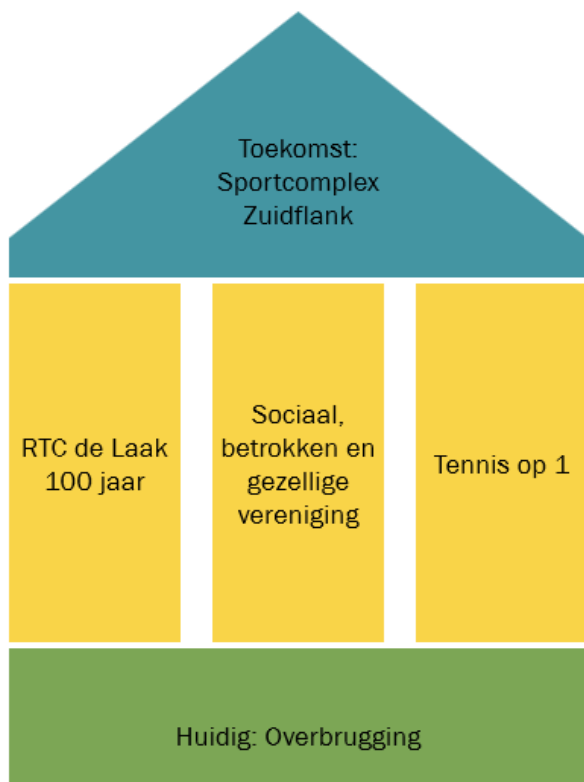 Toekomst:
Sportcomplex
Zuidflank
RTC de Laak
100 jaar
Sociaal,
betrokken en
gezellige
vereniging
Tennis op 1
Huidig: Overbrugging